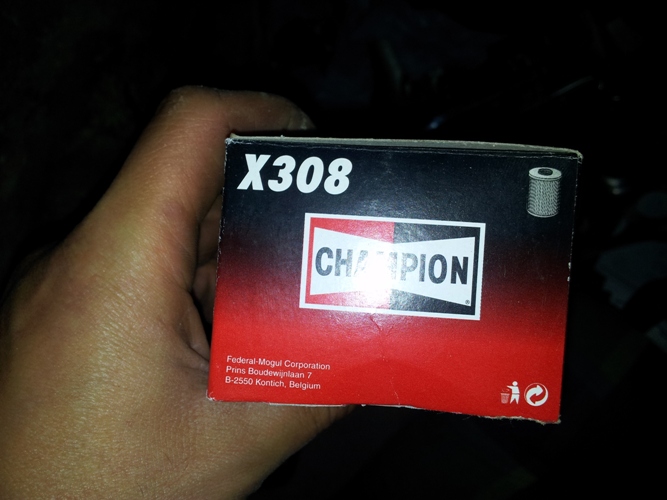 X308
CHAMPION
®
Federal-Mogul Corporation
Prins Boudewijnlaan 7
B-2550 Kontich, Belgium